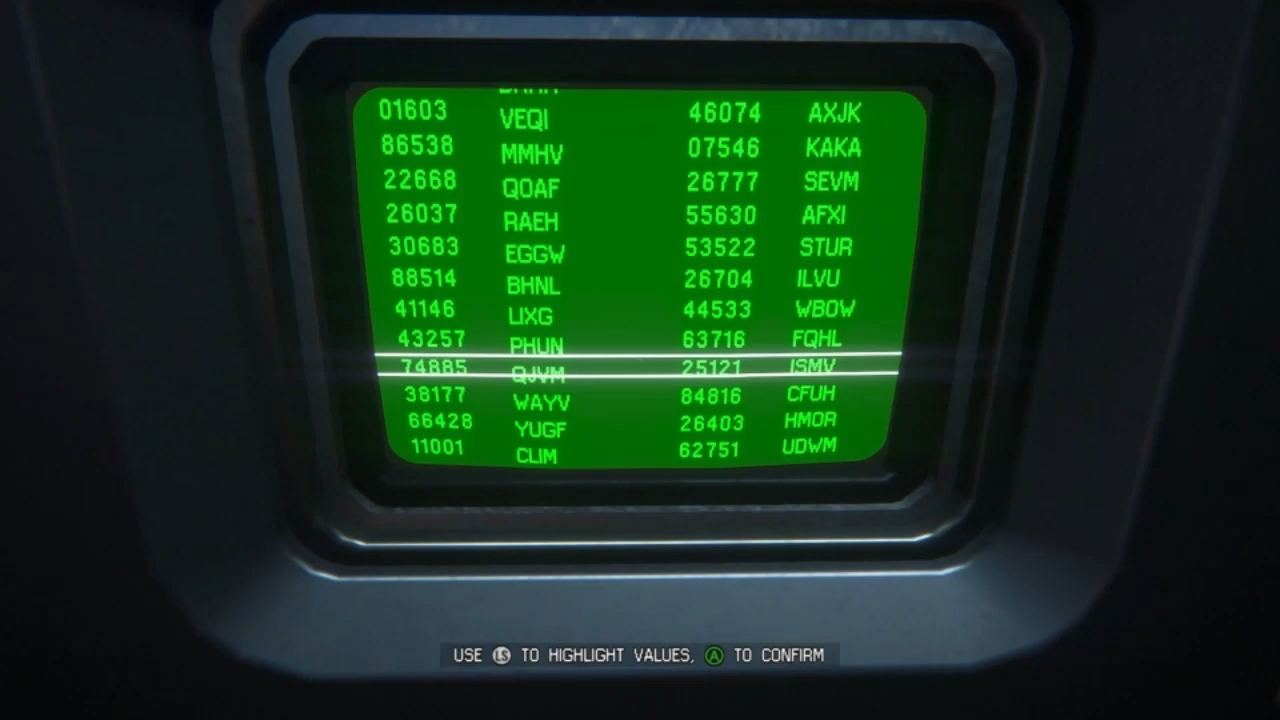 01603 VEQI 46074 AXJK
86538 MMHV 07546 KAKA
22668 QOAF 26777 SEVM
26037 RAEH 55630 AFXI
30683 EGGW 53522 STUR
88514 BHNL 26704 ILVU
41146 LIXG 44533 WBOW
43257 PHUN 63716 FQHL
74885 QJVM 25121 ISMV
38177 WAYV 84816 CFUH
66428 YUGF 26403 HMOR
11001 CLIM 62751 UDWM
USE LS TO HIGHLIGHT VALUES, A TO CONFIRM